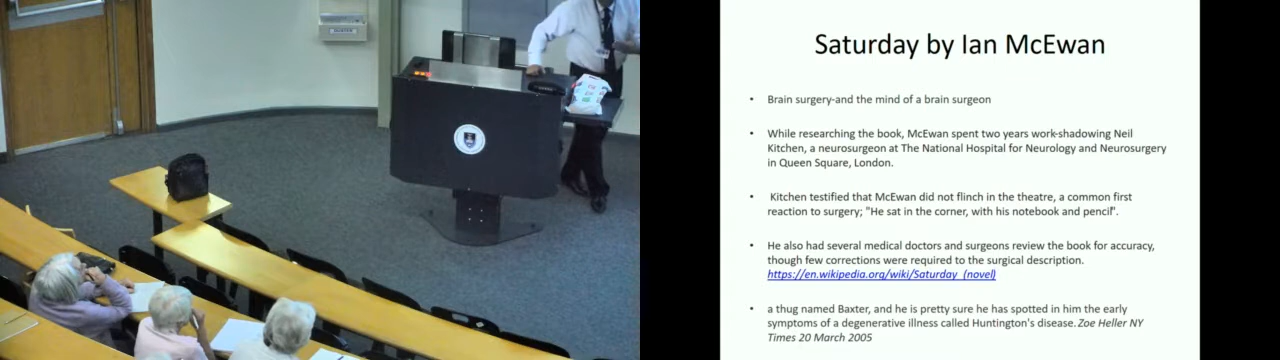 Saturday by Ian McEwan
• Brain surgery-and the mind of a brain surgeon
• While researching the book, McEwan spent two years work-shadowing Neil
Kitchen, a neurosurgeon at The National Hospital for Neurology and Neurosurgery
in Queen Square, London.
• Kitchen testified that McEwan did not flinch in the theatre, a common first
reaction to surgery; "He sat in the corner, with his notebook and pencil".
• He also had several medical doctors and surgeons review the book for accuracy,
though few corrections were required to the surgical description.
https://en.wikipedia.org/wiki/Saturday_(novel)
• a thug named Baxter, and he is pretty sure he has spotted in him the early
symptoms of a degenerative illness called Huntington's disease. Zoe Heller NY
Times 20 March 2005